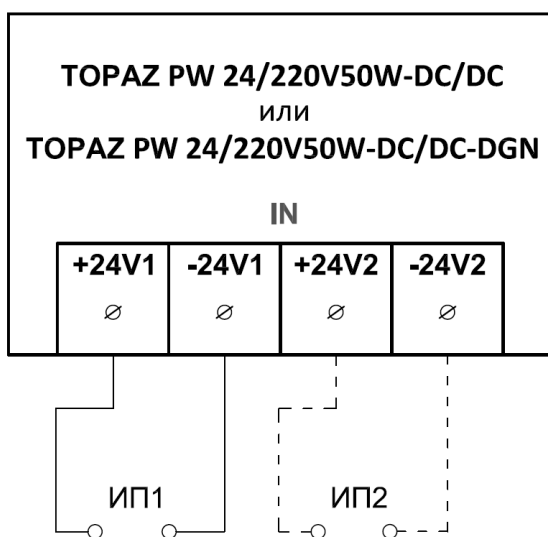 TOPAZ PW 24/220V50W-DC/DC
или
TOPAZ PW 24/220V50W-DC/DC-DGN
IN
+24V1 -24V1 +24V2 -24V2
ИП1 ИП2